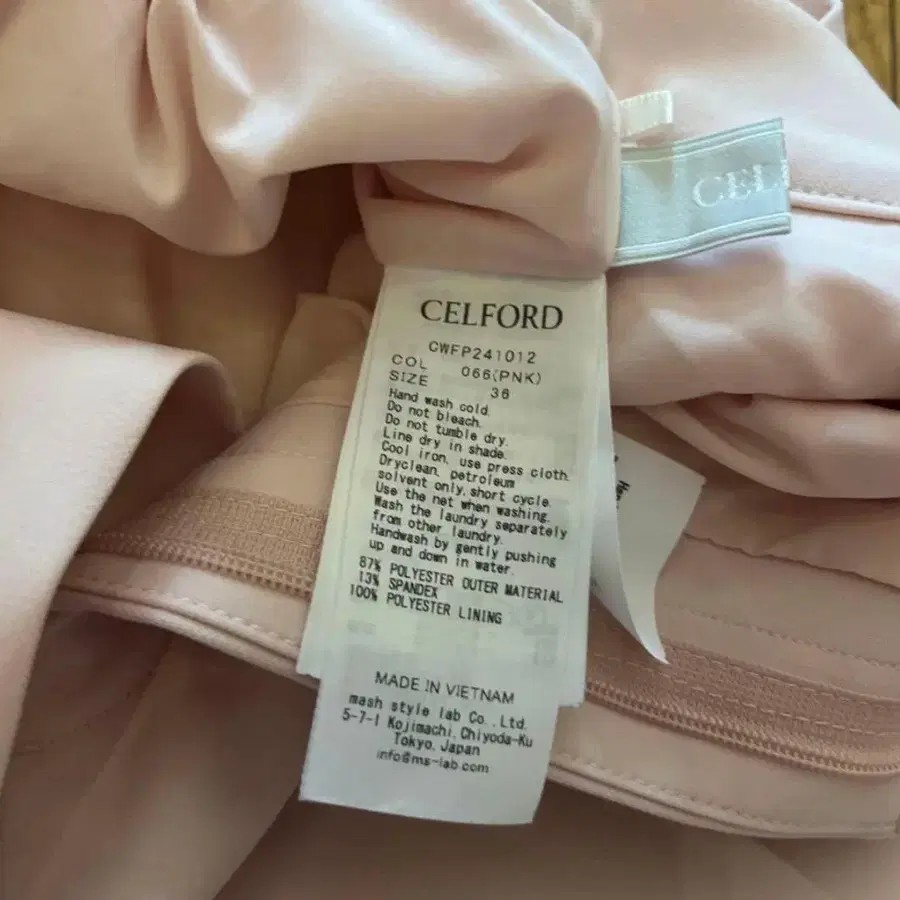 CEL
CELFORD
CWFP241012
COL 066(PNK)
SIZE 36
Hand wash cold.
Do not bleach.
Do not tumble dry.
Line dry in shade.
Cool iron, use press cloth.
Dryclean, petroleum
solvent only, short cycle.
Use the net when washing.
Wash the laundry separately
from other laundry.
Handwash by gently pushing
up and down in water.
87% POLYESTER OUTER MATERIAL
13% SPANDEX
100% POLYESTER LINING
MADE IN VIETNAM
mash style lab Co.,Ltd.
5-7-1 Kojimachi, Chiyoda-Ku
Tokyo, Japan
info@ms-lab.com